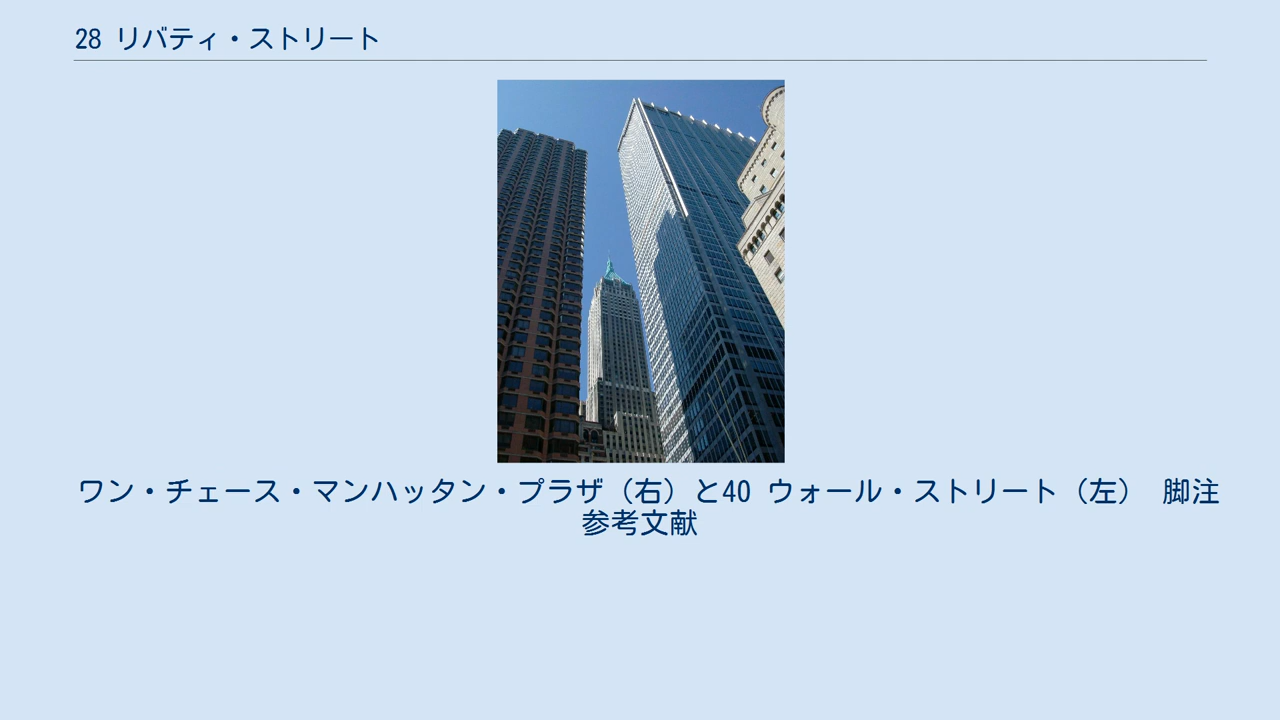 28 リバティ・ストリート
ワン・チェース・マンハッタン・プラザ（右）と40 ウォール・ストリート（左） 脚注
参考文献